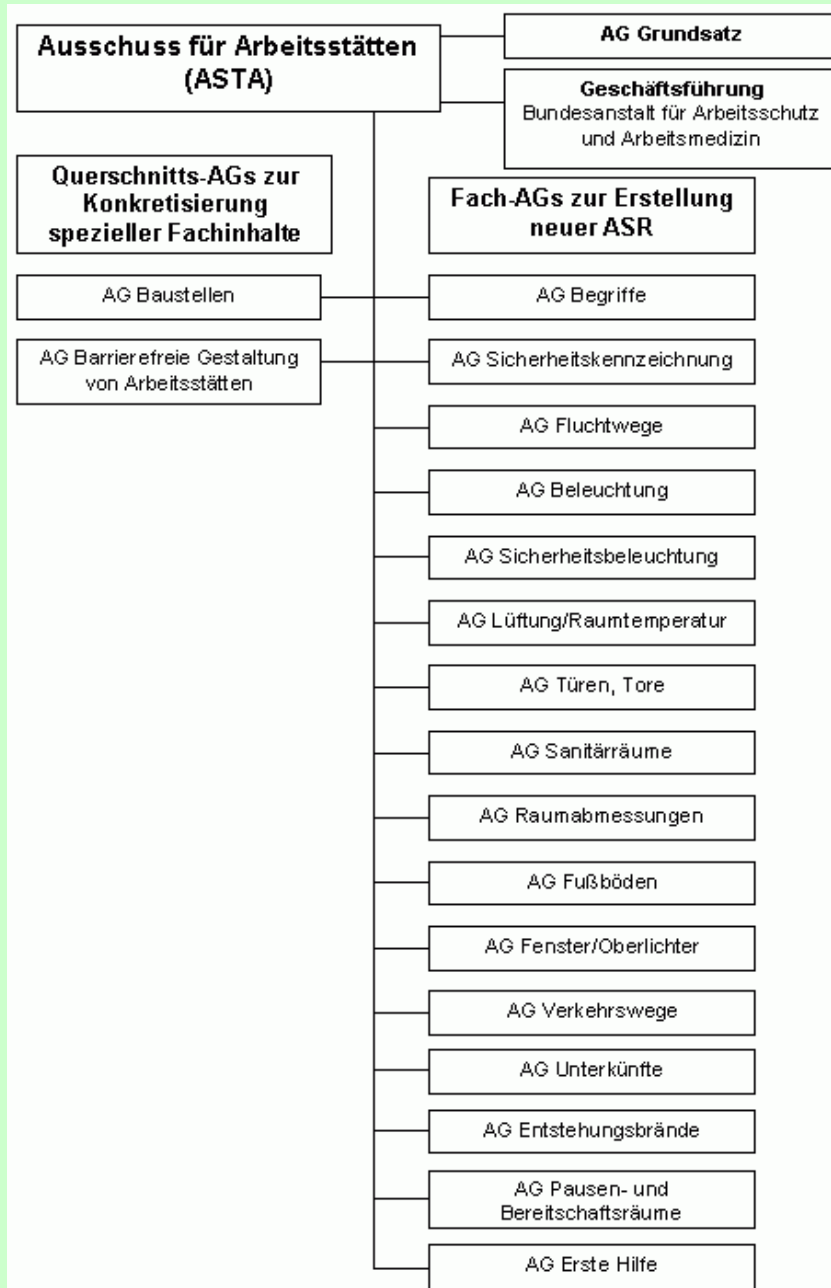 Ausschuss für Arbeitsstätten
(ASTA)
AG Grundsatz
Geschäftsführung
Bundesanstalt für Arbeitsschutz
und Arbeitsmedizin
Querschnitts-AGs zur
Konkretisierung
spezieller Fachinhalte
AG Baustellen
AG Barrierefreie Gestaltung
von Arbeitsstätten
Fach-AGs zur Erstellung
neuer ASR
AG Begriffe
AG Sicherheitskennzeichnung
AG Fluchtwege
AG Beleuchtung
AG Sicherheitsbeleuchtung
AG Lüftung/Raumtemperatur
AG Türen, Tore
AG Sanitärräume
AG Raumabmessungen
AG Fußböden
AG Fenster/Oberlichter
AG Verkehrswege
AG Unterkünfte
AG Entstehungsbrände
AG Pausen- und
Bereitschaftsräume
AG Erste Hilfe